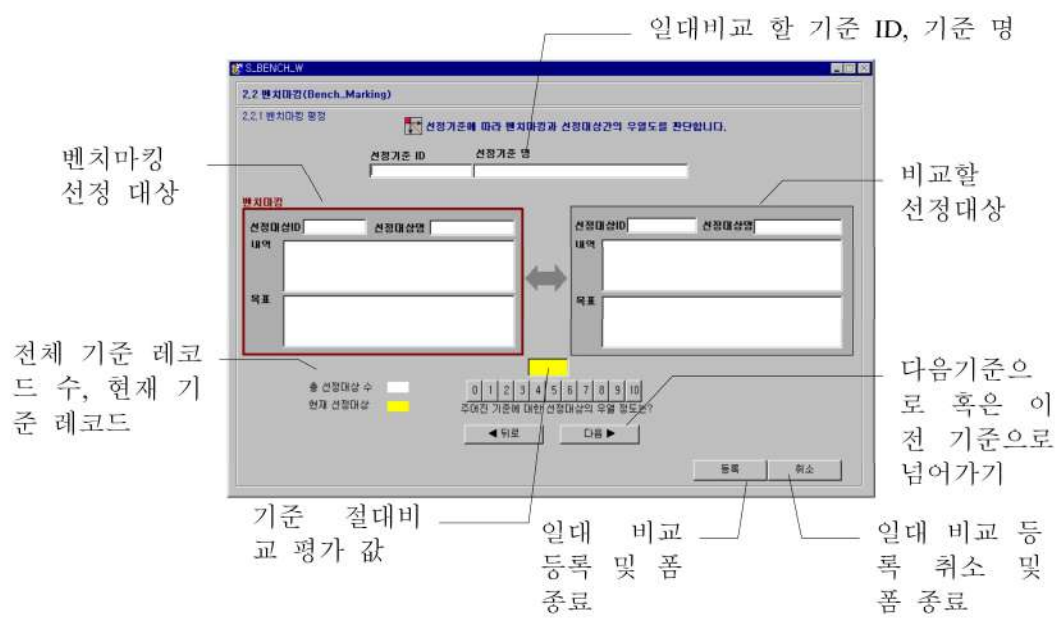 일대비교 할 기준 ID, 기준 명
S_BENCH_W
2.2 벤치마킹(Bench_Marking)
2.2.1 벤치마킹 평정
선정기준에 따라 벤치마킹과 선정대상간의 우열도를 판단합니다.
선정기준 ID
선정기준 명
벤치마킹
선정 대상
비교할
선정대상
벤치마킹
선정대상ID
선정대상명
내역
목표
선정대상ID
선정대상명
내역
목표
전체 기준 레코
드 수, 현재 기
준 레코드
총 선정대상 수
현재 선정대상
0 1 2 3 4 5 6 7 8 9 10
주어진 기준에 대한 선정대상의 우열 정도는?
◀ 뒤로
다음 ▶
다음기준으
로 혹은 이
전 기준으로
넘어가기
등록
취소
기준 절대비
교 평가 값
일대 비교
등록 및 폼
종료
일대 비교 등
록 취소 및
폼 종료